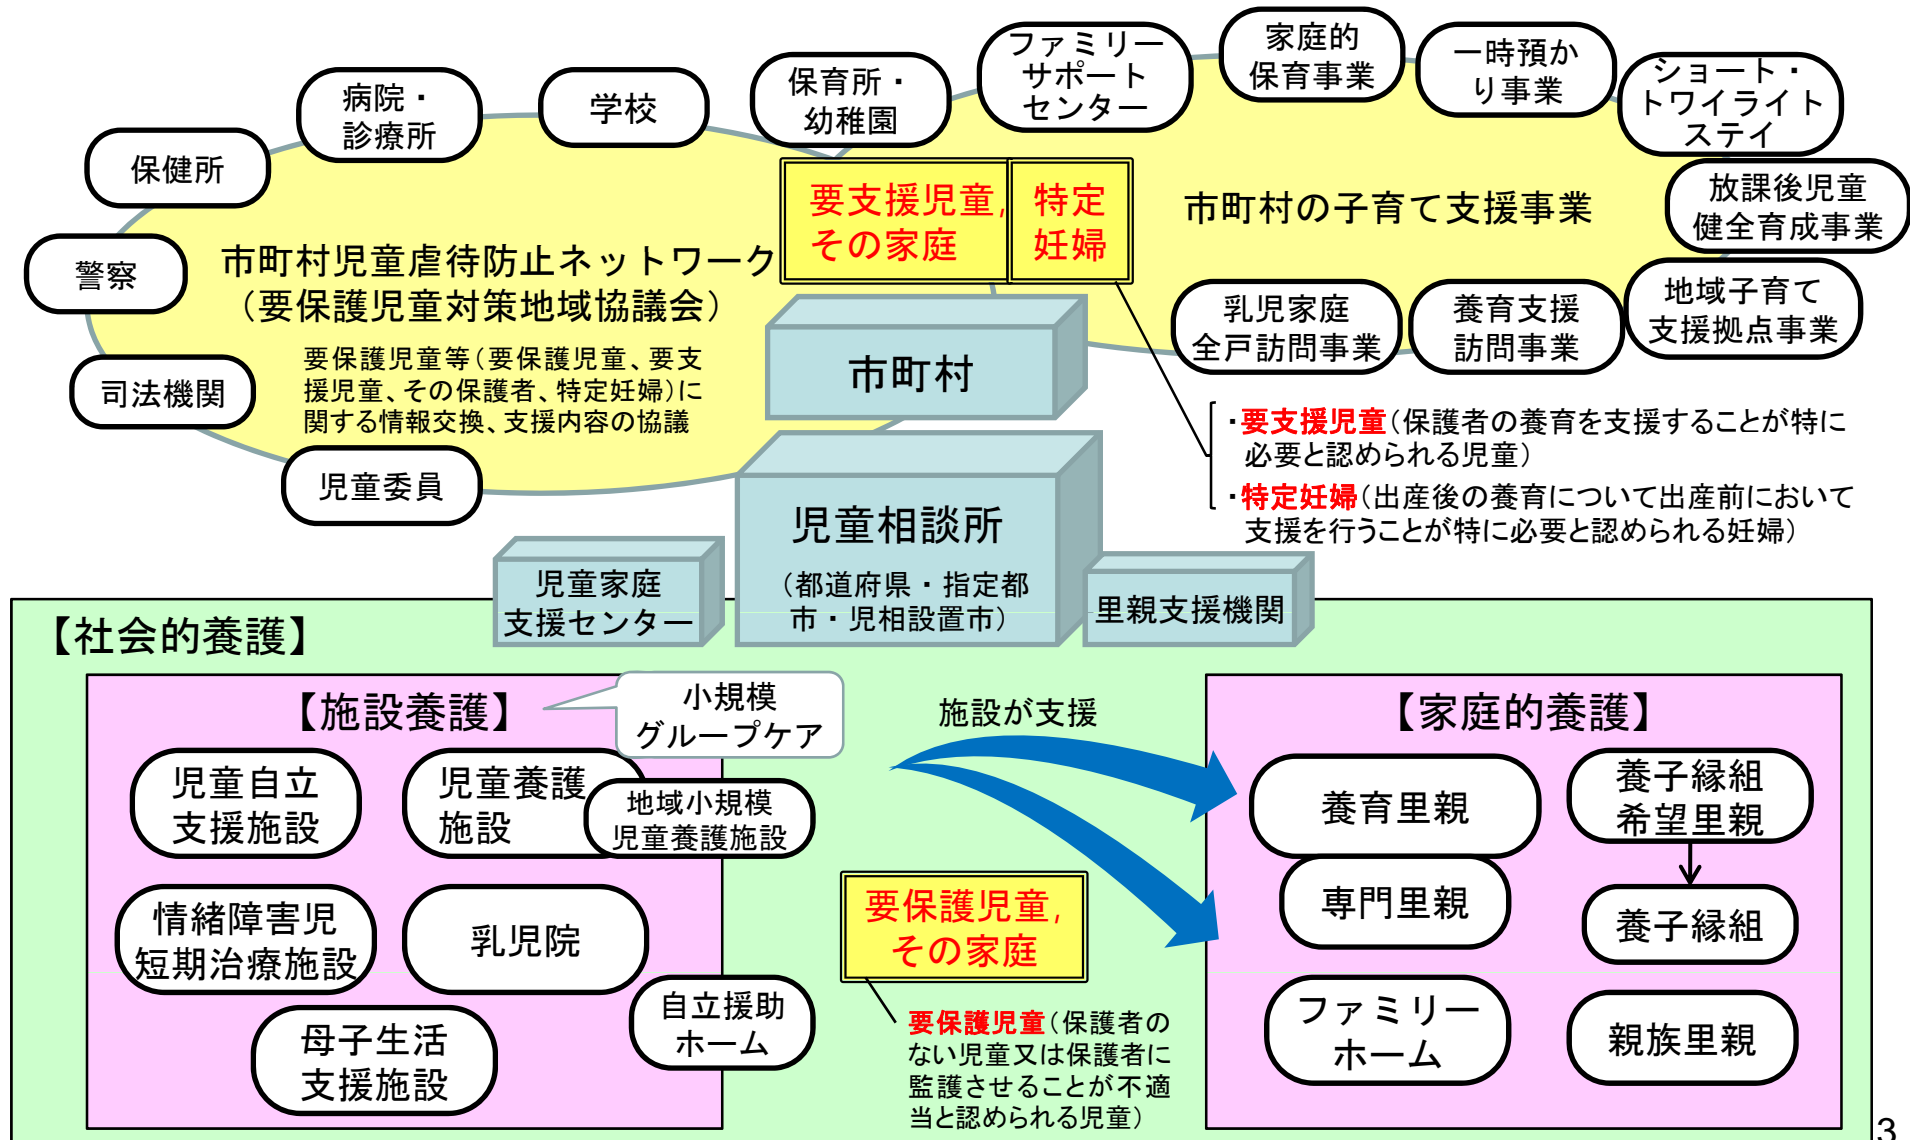 ファミリー
サポート
センター
家庭的
保育事業
一時預か
り事業
ショート・
トワイライト
ステイ
保育所・
幼稚園
学校
病院・
診療所
保健所
警察
司法機関
児童委員
放課後児童
健全育成事業
地域子育て
支援拠点事業
養育支援
訪問事業
乳児家庭
全戸訪問事業
要支援児童,
その家庭
特定
妊婦
市町村の子育て支援事業
市町村児童虐待防止ネットワーク
（要保護児童対策地域協議会）
要保護児童等（要保護児童、要支
援児童、その保護者、特定妊婦）に
関する情報交換、支援内容の協議
市町村
・要支援児童（保護者の養育を支援することが特に
必要と認められる児童）
・特定妊婦（出産後の養育について出産前において
支援を行うことが特に必要と認められる妊婦）
児童相談所
（都道府県・指定都
市・児相設置市）
児童家庭
支援センター
里親支援機関
【社会的養護】
【施設養護】
小規模
グループケア
児童自立
支援施設
児童養護
施設
地域小規模
児童養護施設
情緒障害児
短期治療施設
乳児院
自立援助
ホーム
母子生活
支援施設
施設が支援
要保護児童,
その家庭
要保護児童（保護者の
ない児童又は保護者に
監護させることが不適
当と認められる児童）
【家庭的養護】
養育里親
養子縁組
希望里親
専門里親
養子縁組
ファミリー
ホーム
親族里親
3